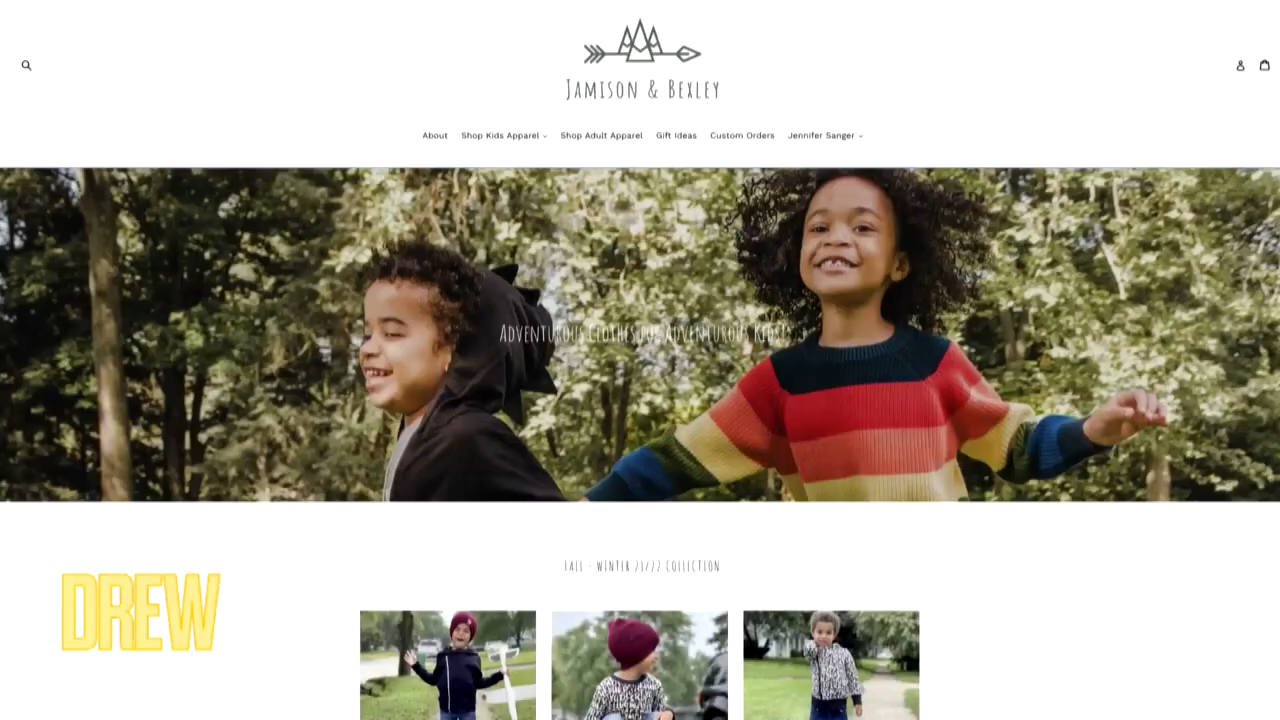 Jamison & Bexley
About Shop Kids Apparel Shop Adult Apparel Gift Ideas Custom Orders Jennifer Sanger
Adventurous Clothes for Adventurous Kids!
Fall - Winter 21/22 Collection
DREW